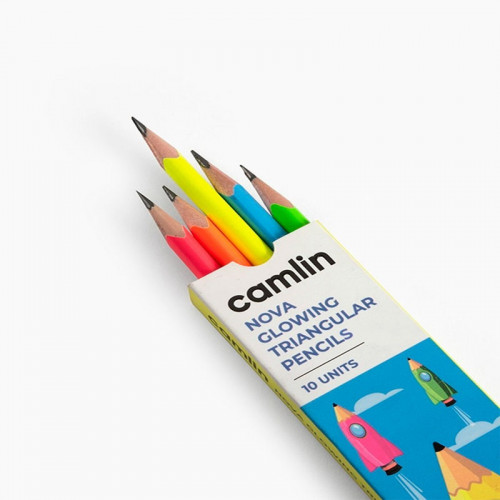 camlin
NOVA
GLOWING
TRIANGULAR
PENCILS
10 UNITS
camlin